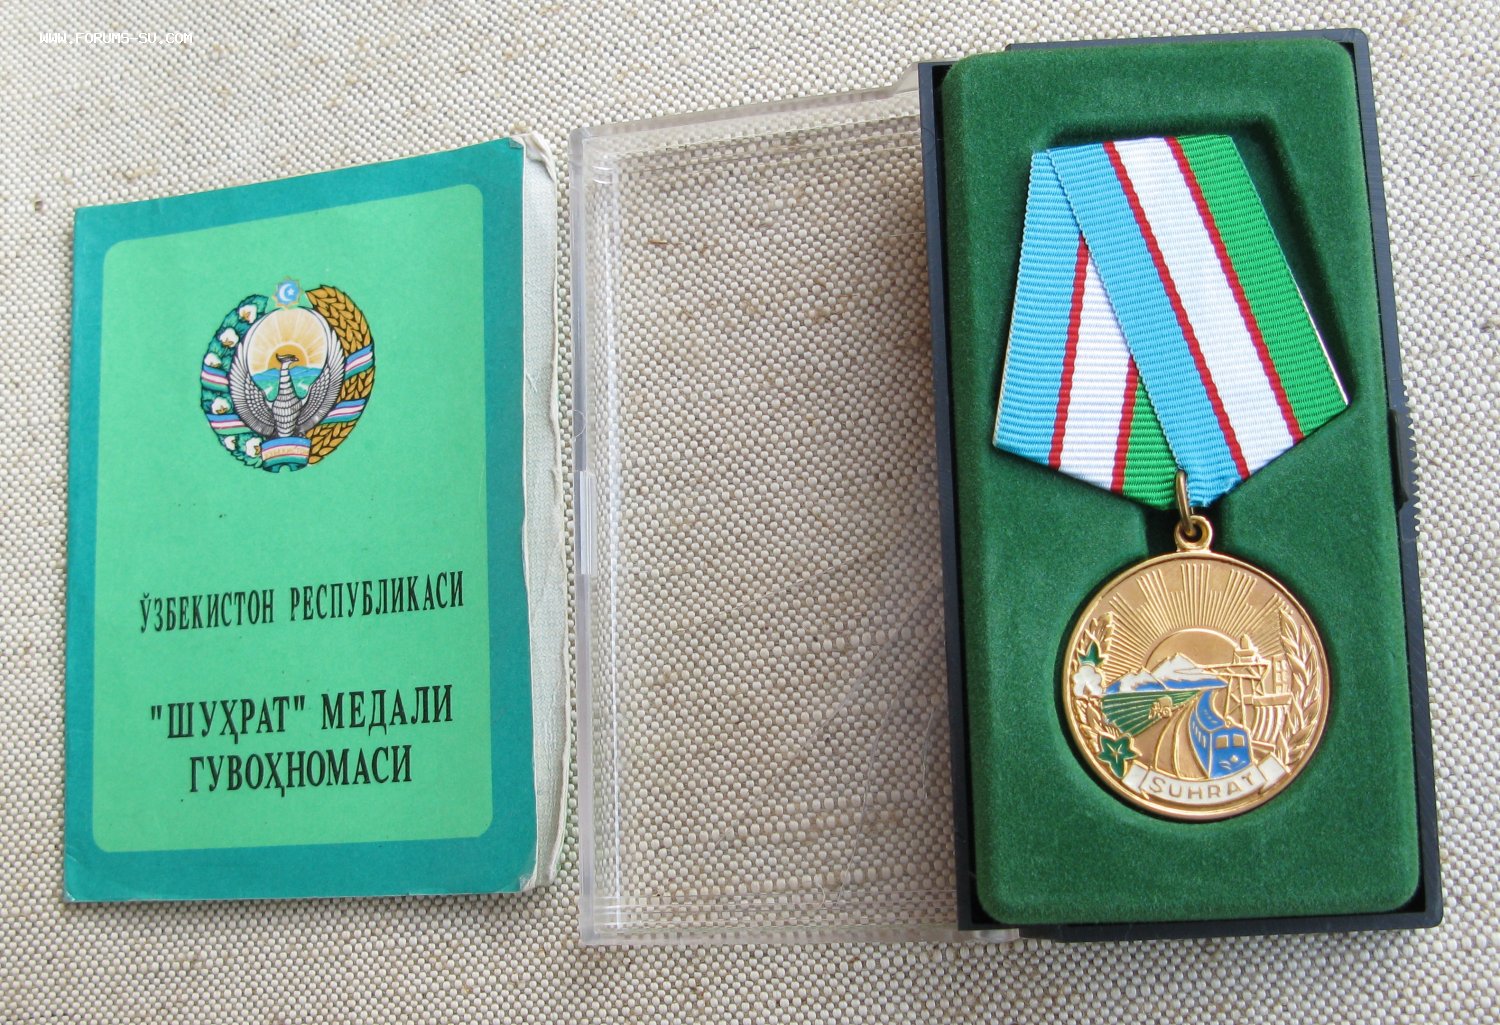 WWW.FORUMS-SU.COM
ЎЗБЕКИСТОН РЕСПУБЛИКАСИ
"ШУҲРАТ" МЕДАЛИ
ГУВОҲНОМАСИ
SUHRAT